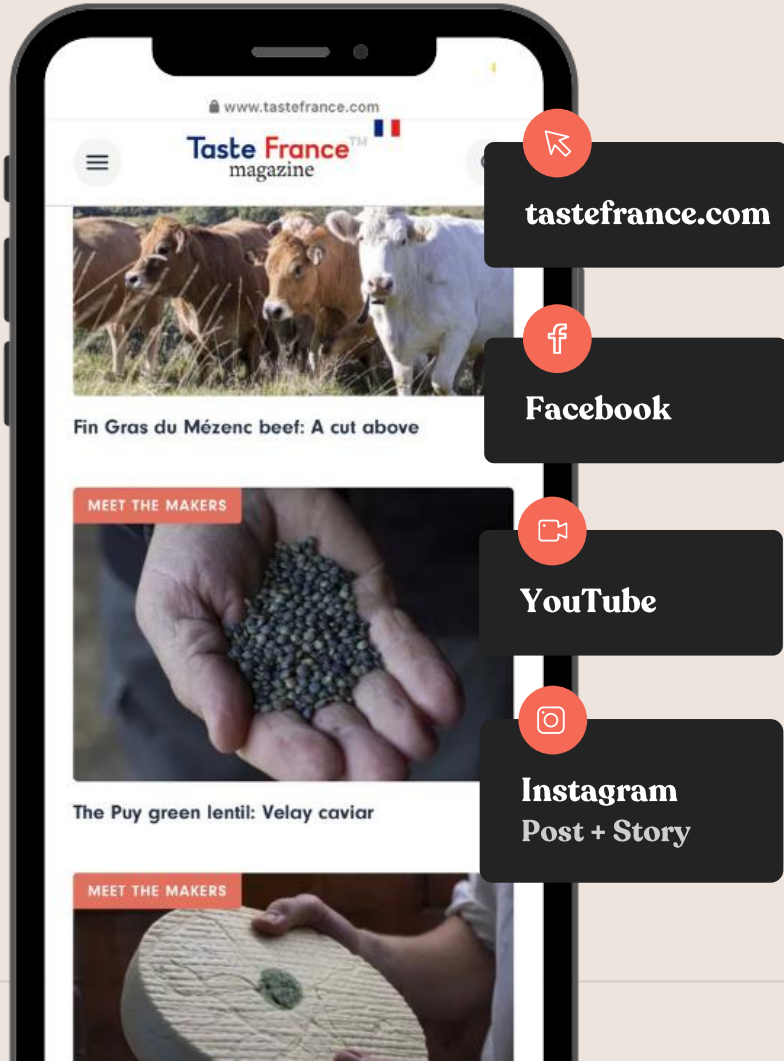 www.tastefrance.com
Taste France™
magazine
tastefrance.com
Facebook
Fin Gras du Mézenc beef: A cut above
MEET THE MAKERS
YouTube
Instagram
Post + Story
The Puy green lentil: Velay caviar
MEET THE MAKERS